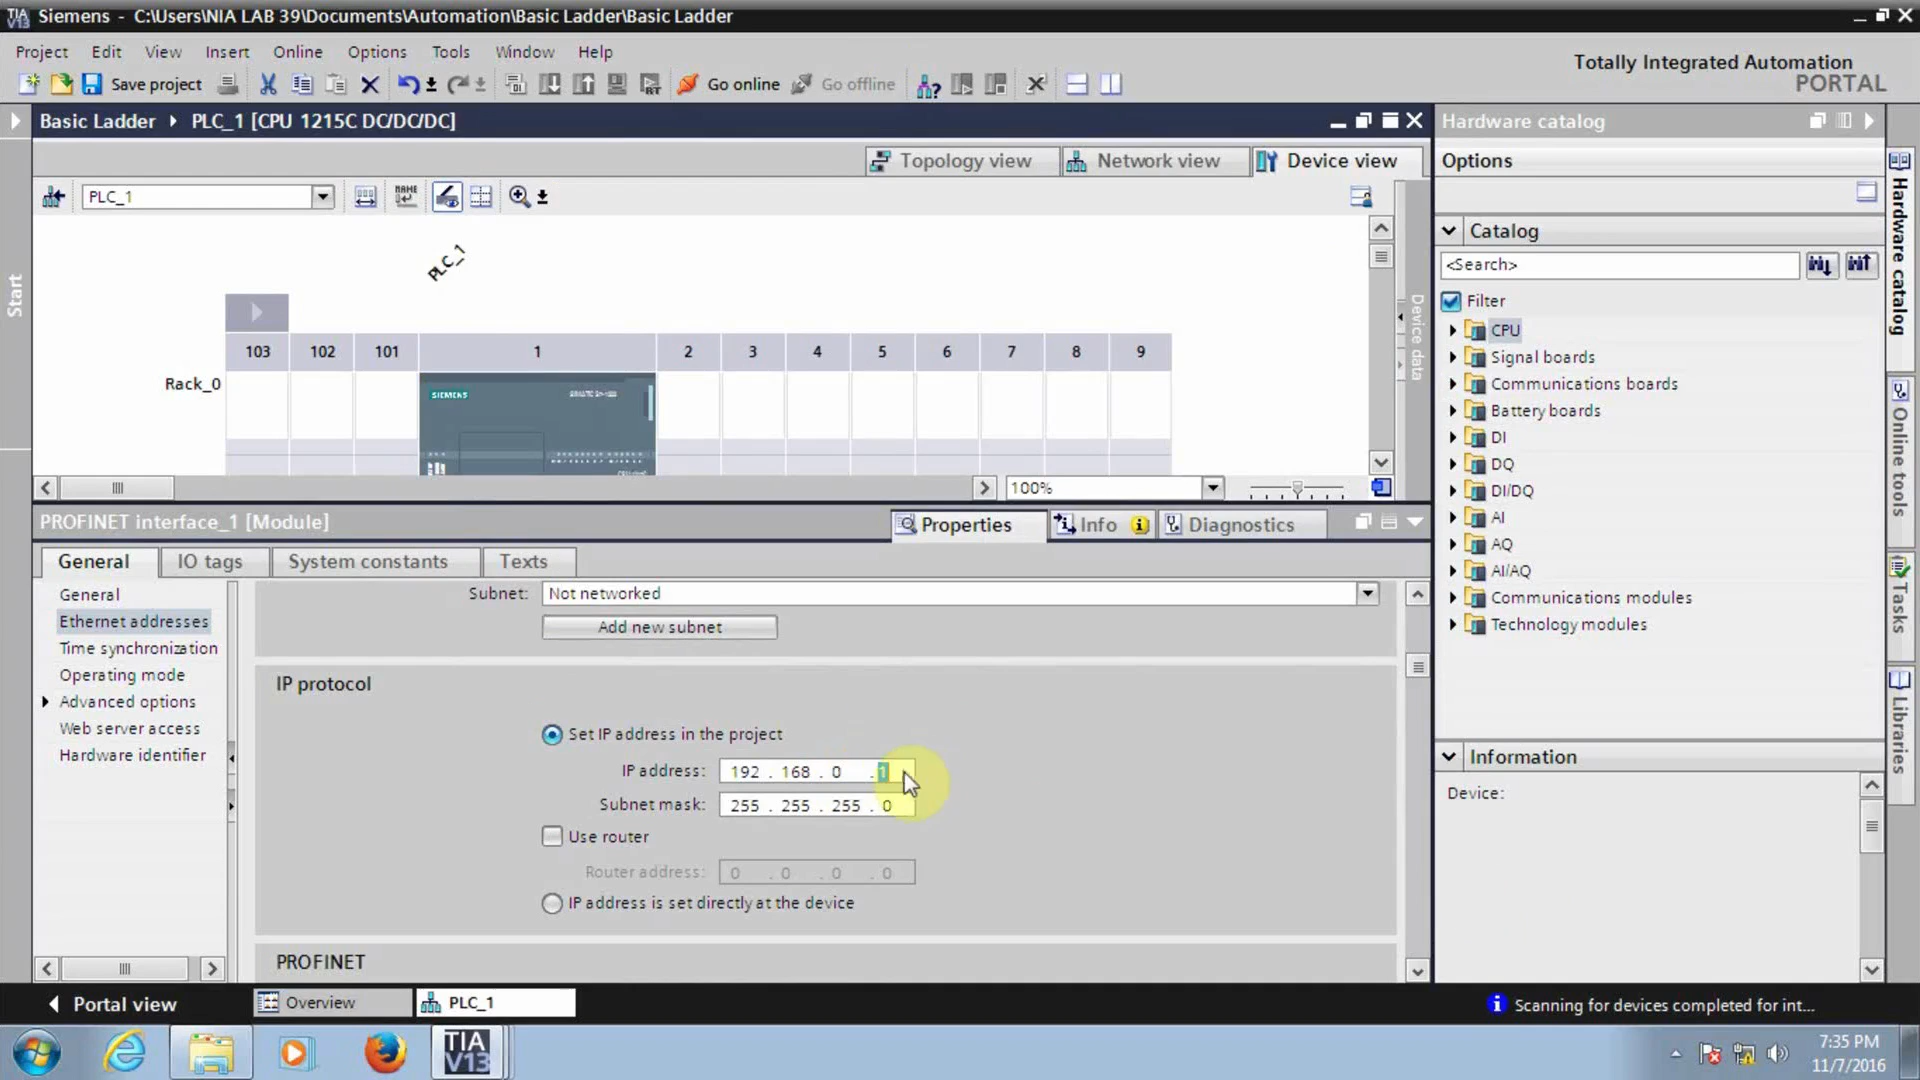 Siemens - C:\Users\NIA LAB 39\Documents\Automation\Basic Ladder\Basic Ladder
TIA V13
Project Edit View Insert Online Options Tools Window Help
Totally Integrated Automation
PORTAL
Save project Go online Go offline
Basic Ladder PLC_1 [CPU 1215C DC/DC/DC]
Hardware catalog
Topology view Network view Device view
Options
PLC_1
NAME
PLC_1
103 102 101 1 2 3 4 5 6 7 8 9
Rack_0
SIEMENS
100%
Start
Device data
Catalog
<Search>
Filter
CPU
Signal boards
Communications boards
Battery boards
DI
DQ
DI/DQ
AI
AQ
AI/AQ
Communications modules
Technology modules
Hardware catalog
Online tools
Tasks
Libraries
Information
Device:
PROFINET interface_1 [Module]
Properties Info Diagnostics
General IO tags System constants Texts
General
Ethernet addresses
Time synchronization
Operating mode
Advanced options
Web server access
Hardware identifier
Subnet: Not networked
Add new subnet
IP protocol
Set IP address in the project
IP address: 192 . 168 . 0 . 1
Subnet mask: 255 . 255 . 255 . 0
Use router
Router address: 0 . 0 . 0 . 0
IP address is set directly at the device
PROFINET
Portal view Overview PLC_1
Scanning for devices completed for int...
TIA V13
7:35 PM
11/7/2016